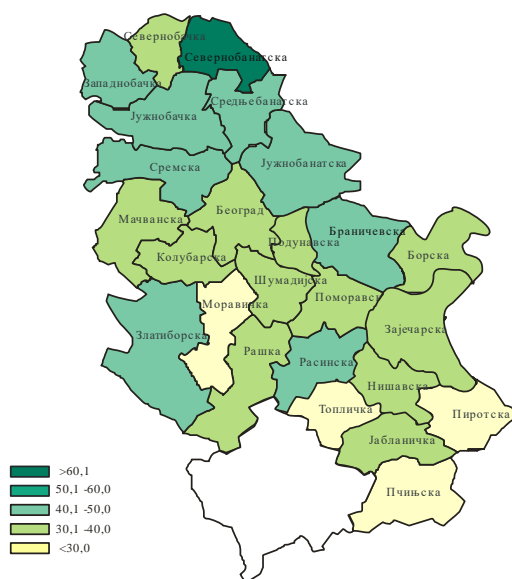 Севернобачка
Севернобанатска
Западнобачка
Средњебанатска
Јужнобачка
Јужнобанатска
Сремска
Београд
Мачванска
Браничевска
Подунавска
Борска
Колубарска
Шумадијска
Моравичка
Поморавск
Златиборска
Зајечарска
Рашка
Расинска
Нишавска
Топличка
Пиротска
Јабланичка
Пчињска
>60,1
50,1 -60,0
40,1 -50,0
30,1 -40,0
<30,0